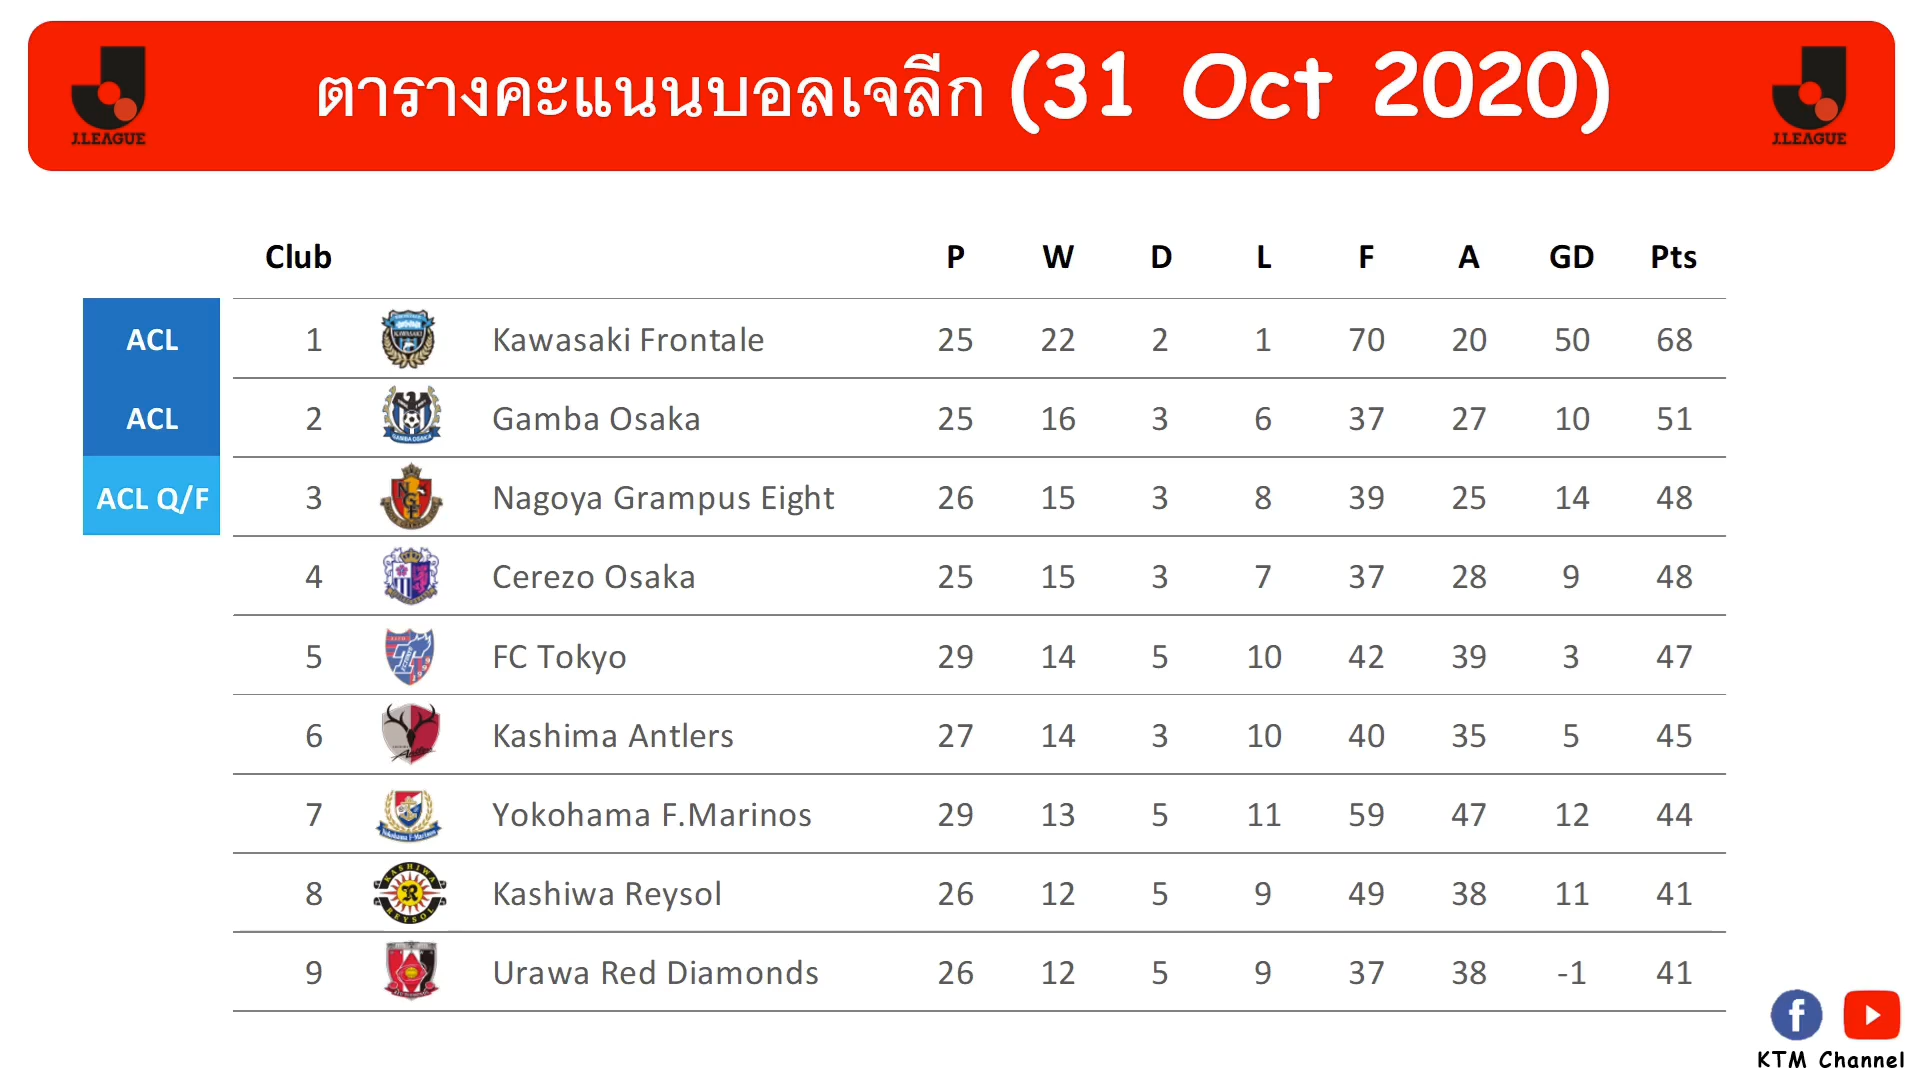 ตารางคะแนนบอลเจลีก (31 Oct 2020)
J.LEAGUE
J.LEAGUE
Club P W D L F A GD Pts
ACL 1 Kawasaki Frontale 25 22 2 1 70 20 50 68
ACL 2 Gamba Osaka 25 16 3 6 37 27 10 51
ACL Q/F 3 Nagoya Grampus Eight 26 15 3 8 39 25 14 48
4 Cerezo Osaka 25 15 3 7 37 28 9 48
5 FC Tokyo 29 14 5 10 42 39 3 47
6 Kashima Antlers 27 14 3 10 40 35 5 45
7 Yokohama F.Marinos 29 13 5 11 59 47 12 44
8 Kashiwa Reysol 26 12 5 9 49 38 11 41
9 Urawa Red Diamonds 26 12 5 9 37 38 -1 41
KTM Channel